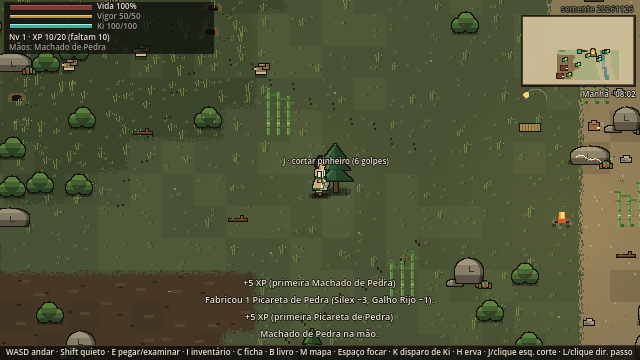 Vida 100%
Vigor 50/50
Ki 100/100
Nv 1 · XP 10/20 (faltam 10)
Mãos: Machado de Pedra
semente 20261126
Manhã · 08:02
J · cortar pinheiro (6 golpes)
+5 XP (primeira Machado de Pedra)
Fabricou 1 Picareta de Pedra (Sílex −3, Galho Rijo −1).
+5 XP (primeira Picareta de Pedra)
Machado de Pedra na mão.
WASD andar · Shift quieto · E pegar/examinar · I inventário · C ficha · B livro · M mapa · Espaço focar · K disparo de Ki · H erva · J/clique esq. corte · L/clique dir. passo